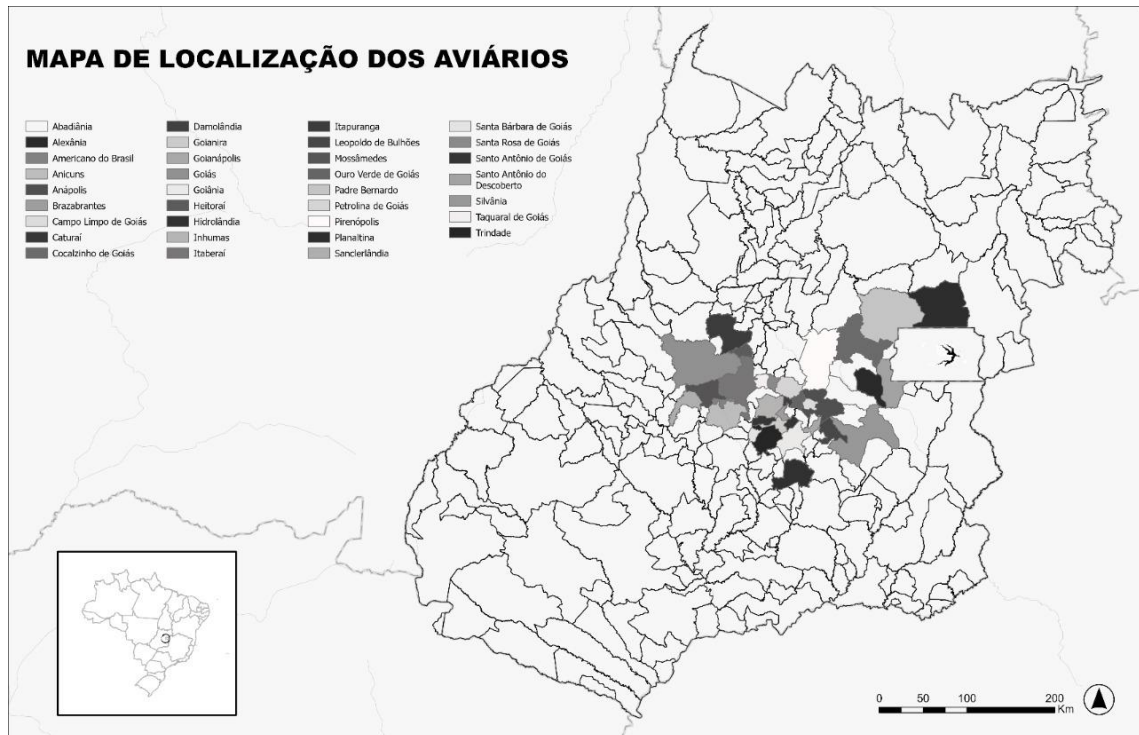 MAPA DE LOCALIZAÇÃO DOS AVIÁRIOS
Abadiânia
Alexânia
Americano do Brasil
Anicuns
Anápolis
Brazabrantes
Campo Limpo de Goiás
Caturaí
Cocalzinho de Goiás
Damolândia
Goianira
Goianápolis
Goiás
Goiânia
Heitoraí
Hidrolândia
Inhumas
Itaberaí
Itapuranga
Leopoldo de Bulhões
Mossâmedes
Ouro Verde de Goiás
Padre Bernardo
Petrolina de Goiás
Pirenópolis
Planaltina
Sanclerlândia
Santa Bárbara de Goiás
Santa Rosa de Goiás
Santo Antônio de Goiás
Santo Antônio do
Descoberto
Silvânia
Taquaral de Goiás
Trindade
0 50 100 200
Km